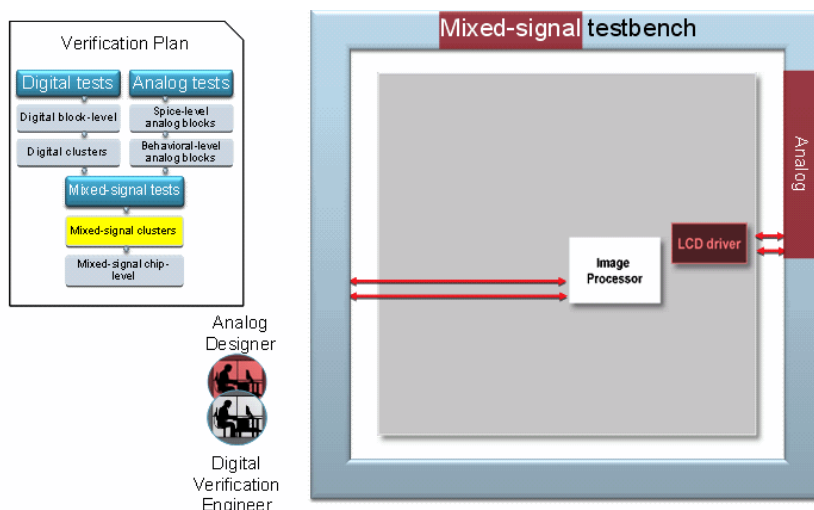 Verification Plan
Digital tests
Analog tests
Digital block-level
Spice-level
analog blocks
Digital clusters
Behavioral-level
analog blocks
Mixed-signal tests
Mixed-signal clusters
Mixed-signal chip-
level
Analog
Designer
Digital
Verification
Engineer
Mixed-signal testbench
Analog
LCD driver
Image
Processor